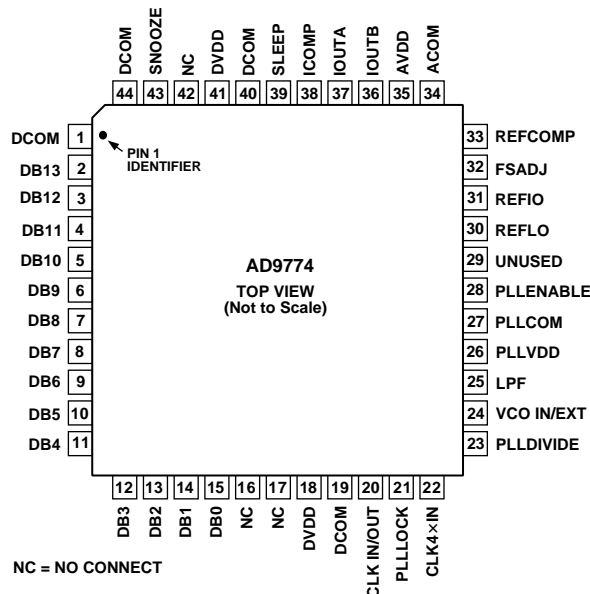 DCOM SNOOZE NC DVDD DCOM SLEEP ICOMP IOUTA IOUTB AVDD ACOM
44 43 42 41 40 39 38 37 36 35 34
DCOM 1
PIN 1
IDENTIFIER
DB13 2
DB12 3
DB11 4
DB10 5
DB9 6
DB8 7
DB7 8
DB6 9
DB5 10
DB4 11
AD9774
TOP VIEW
(Not to Scale)
33 REFCOMP
32 FSADJ
31 REFIO
30 REFLO
29 UNUSED
28 PLLENABLE
27 PLLCOM
26 PLLVDD
25 LPF
24 VCO IN/EXT
23 PLLDIVIDE
12 13 14 15 16 17 18 19 20 21 22
DB3 DB2 DB1 DB0 NC NC DVDD DCOM CLK IN/OUT PLLLOCK CLK4×IN
NC = NO CONNECT